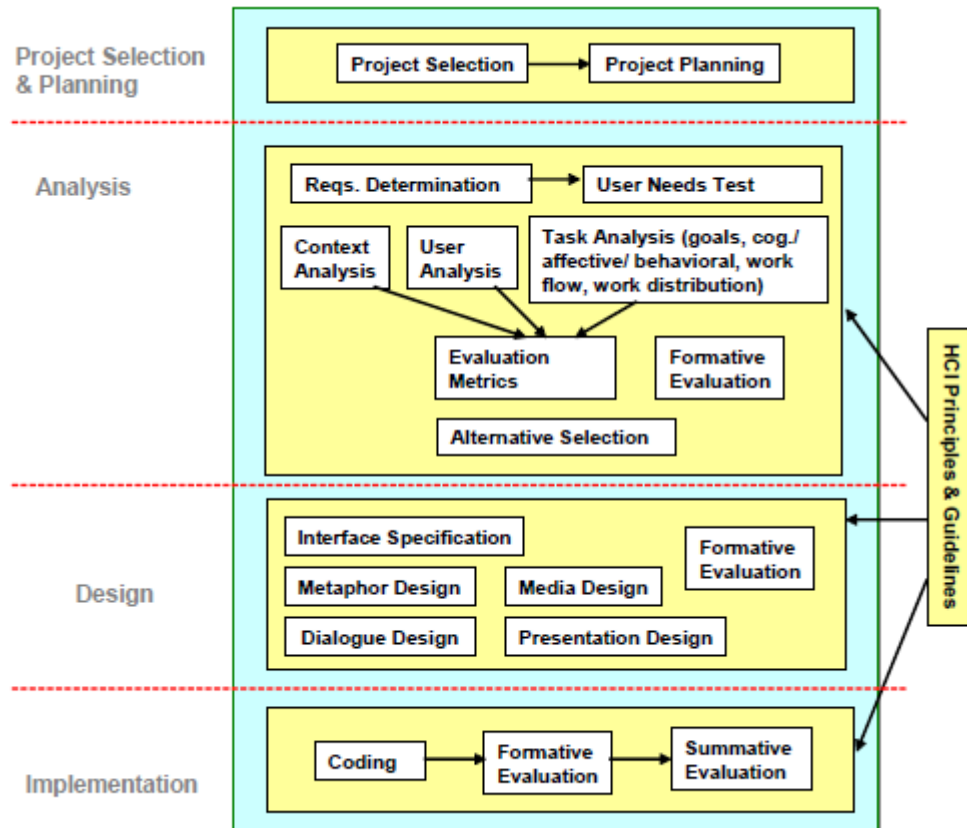 Project Selection
& Planning
Project Selection
Project Planning
Analysis
Reqs. Determination
User Needs Test
Context
Analysis
User
Analysis
Task Analysis (goals, cog./
affective/ behavioral, work
flow, work distribution)
Evaluation
Metrics
Formative
Evaluation
Alternative Selection
HCI Principles & Guidelines
Design
Interface Specification
Formative
Evaluation
Metaphor Design
Media Design
Dialogue Design
Presentation Design
Implementation
Coding
Formative
Evaluation
Summative
Evaluation